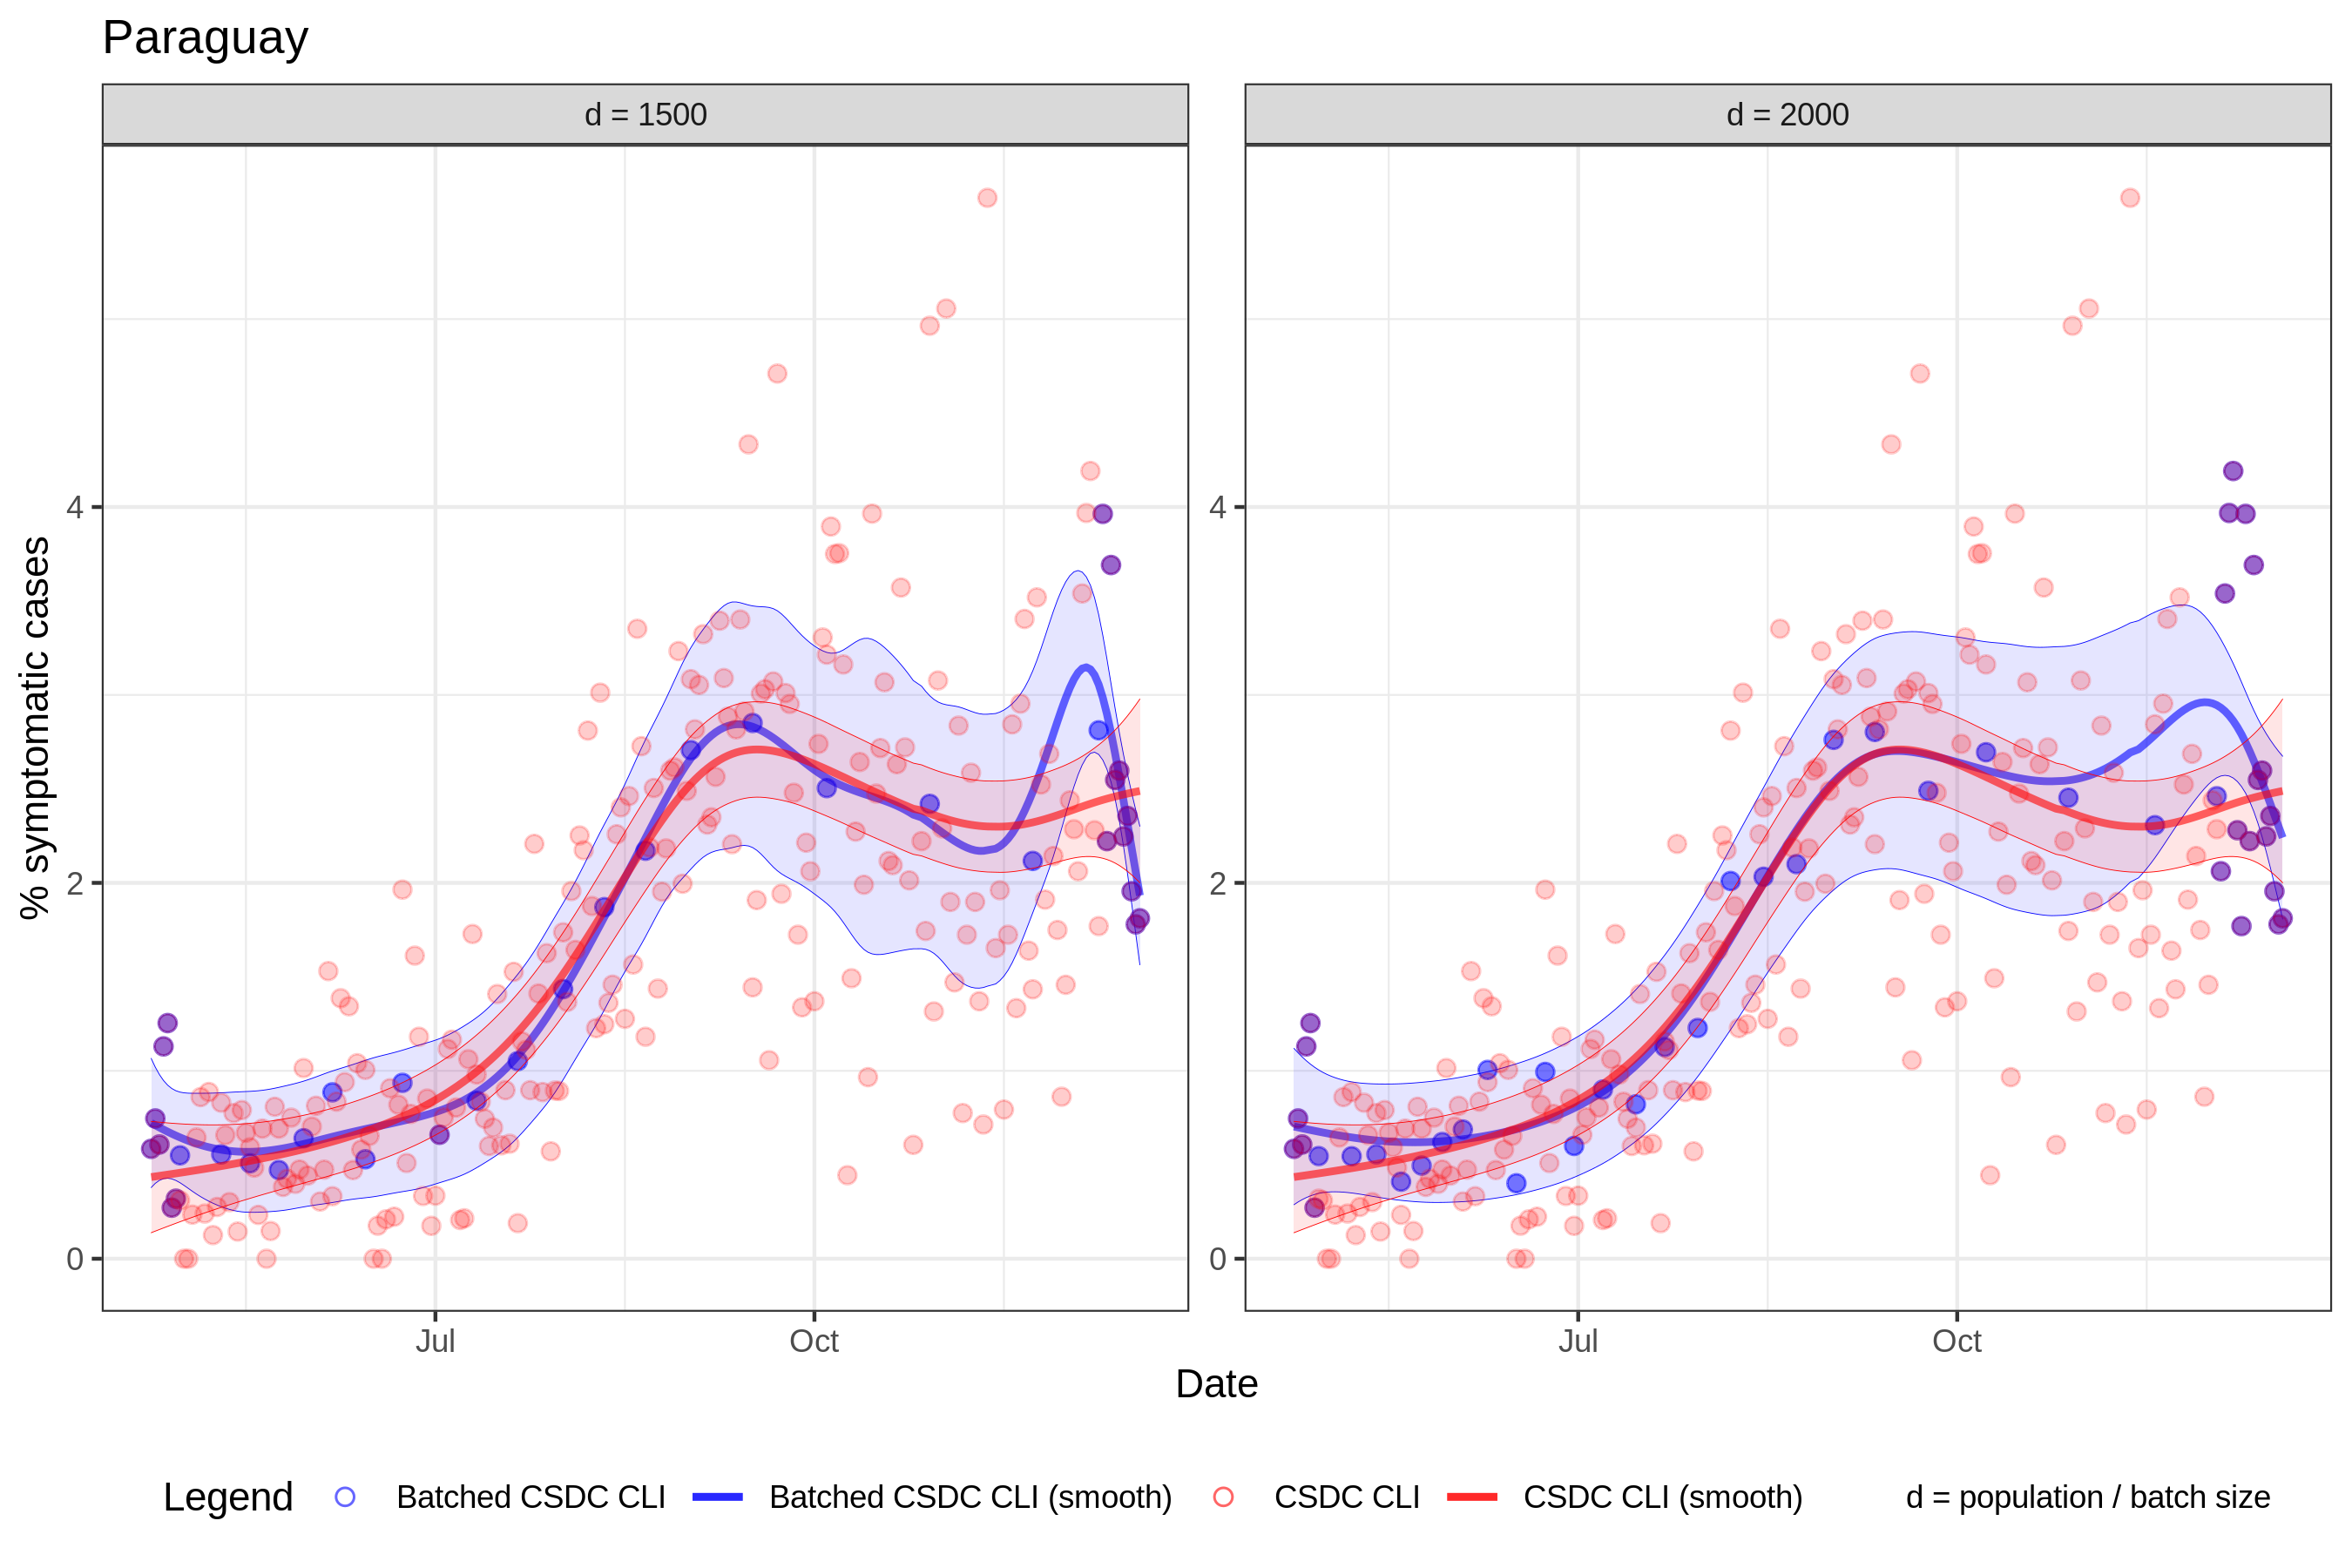 Paraguay
d = 1500
d = 2000
% symptomatic cases
4
2
0
4
2
0
Jul
Oct
Jul
Oct
Date
Legend Batched CSDC CLI Batched CSDC CLI (smooth) CSDC CLI CSDC CLI (smooth) d = population / batch size